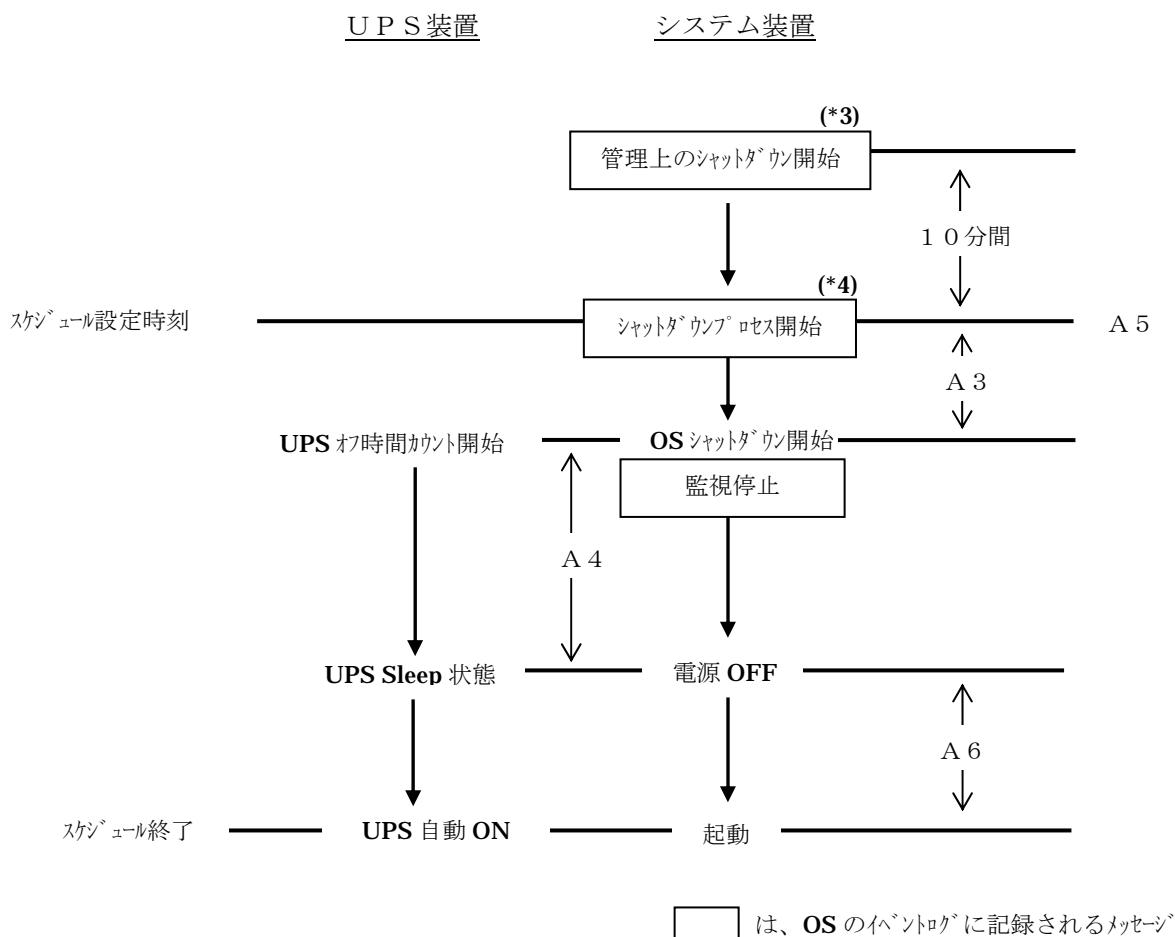 ＵＰＳ装置
システム装置
(*3)
管理上のｼｬｯﾄﾀﾞｳﾝ開始
１０分間
(*4)
ｽｹｼﾞｭｰﾙ設定時刻
ｼｬｯﾄﾀﾞｳﾝﾌﾟﾛｾｽ開始
Ａ５
Ａ３
UPS ｵﾌ時間ｶｳﾝﾄ開始
OS ｼｬｯﾄﾀﾞｳﾝ開始
監視停止
Ａ４
UPS Sleep 状態
電源 OFF
Ａ６
ｽｹｼﾞｭｰﾙ終了
UPS 自動 ON
起動
は、OS のｲﾍﾞﾝﾄﾛｸﾞに記録されるﾒｯｾｰｼﾞ